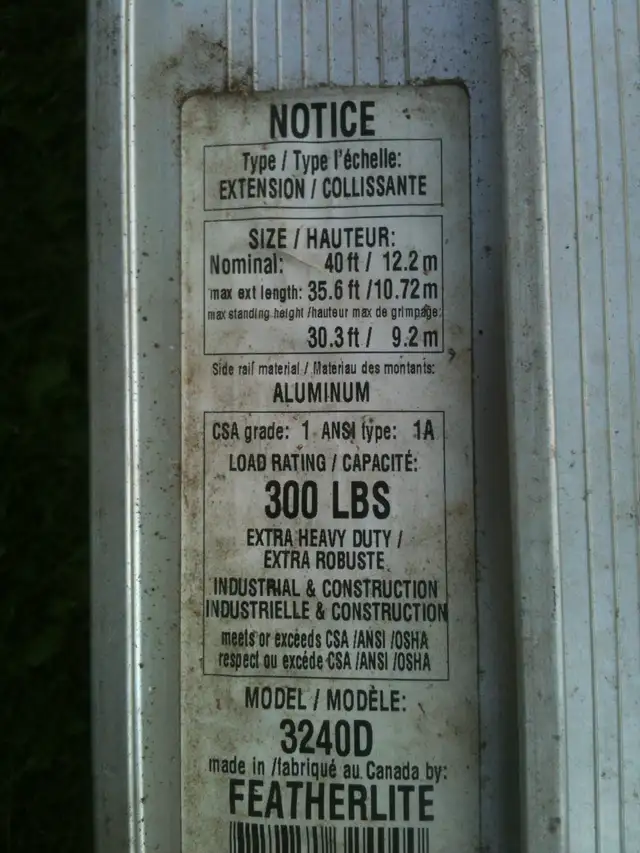 NOTICE
Type / Type l'échelle:
EXTENSION / COLLISSANTE
SIZE / HAUTEUR:
Nominal: 40 ft / 12.2 m
max ext length: 35.6 ft /10.72 m
max standing height /hauteur max de grimpage:
30.3 ft / 9.2 m
Side rail material / Materiau des montants:
ALUMINUM
CSA grade: 1 ANSI type: 1A
LOAD RATING / CAPACITÉ:
300 LBS
EXTRA HEAVY DUTY /
EXTRA ROBUSTE
INDUSTRIAL & CONSTRUCTION
INDUSTRIELLE & CONSTRUCTION
meets or exceeds CSA /ANSI /OSHA
respect ou excéde CSA /ANSI /OSHA
MODEL / MODÈLE:
3240D
made in /fabriqué au Canada by:
FEATHERLITE